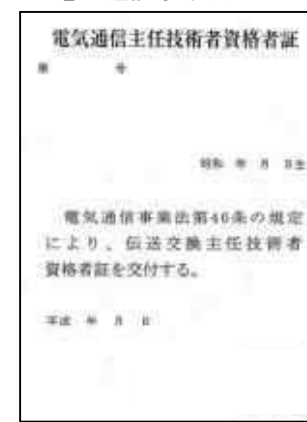 電気通信主任技術者資格者証
第 号
昭和 年 月 日生
電気通信事業法第46条の規定
により、伝送交換主任技術者
資格者証を交付する。
平成 年 月 日